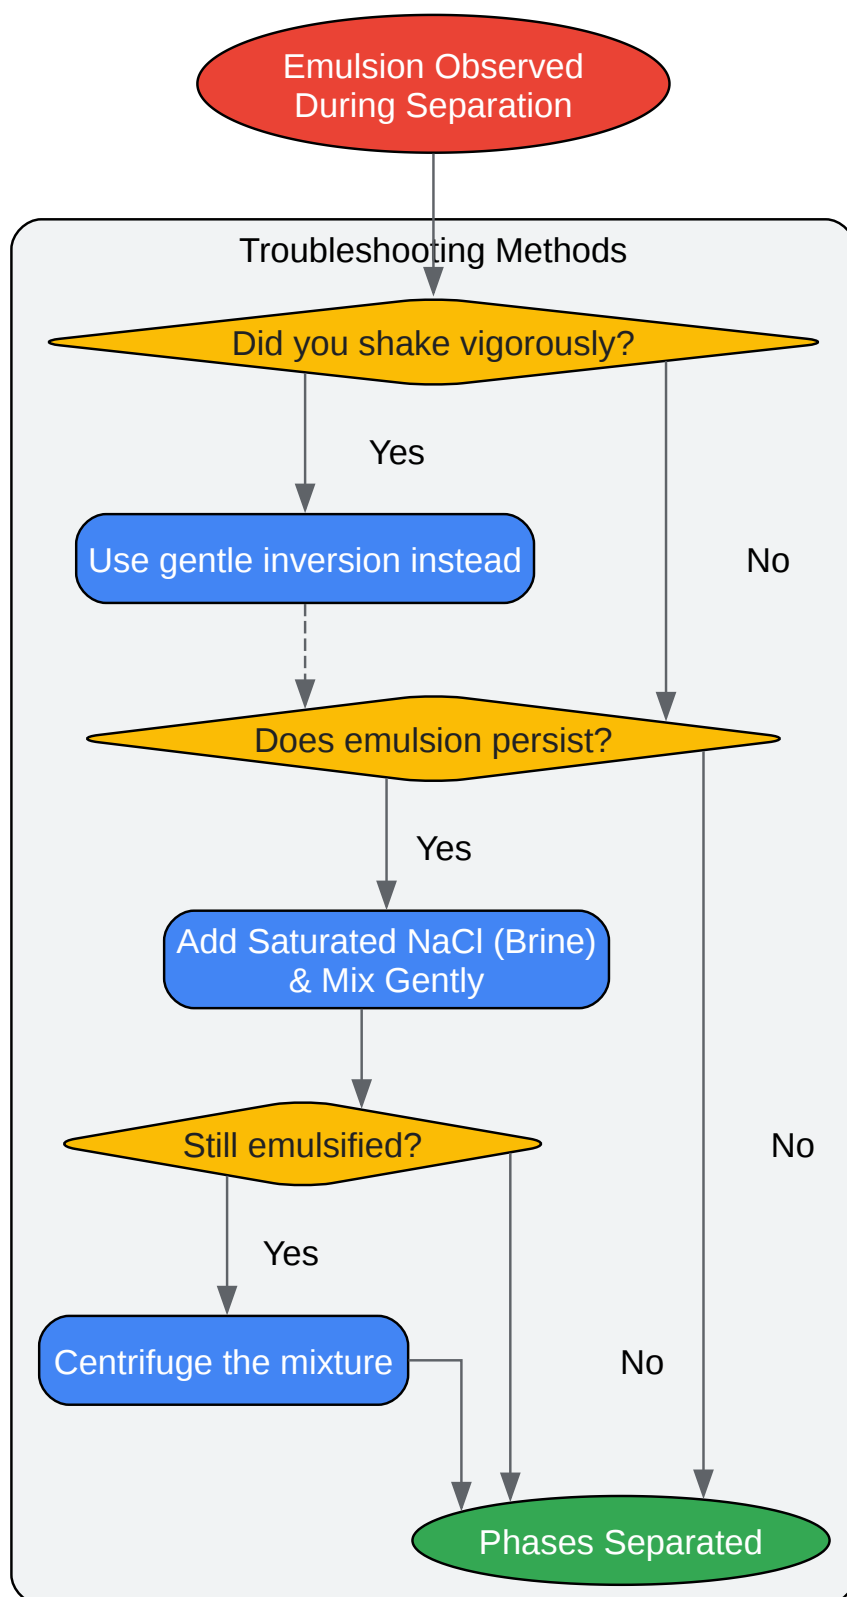 Emulsion Observed
During Separation
Troubleshooting Methods
Did you shake vigorously?
Yes
Use gentle inversion instead
No
Does emulsion persist?
Yes
Add Saturated NaCl (Brine)
& Mix Gently
Still emulsified?
No
Yes
Centrifuge the mixture
No
Phases Separated